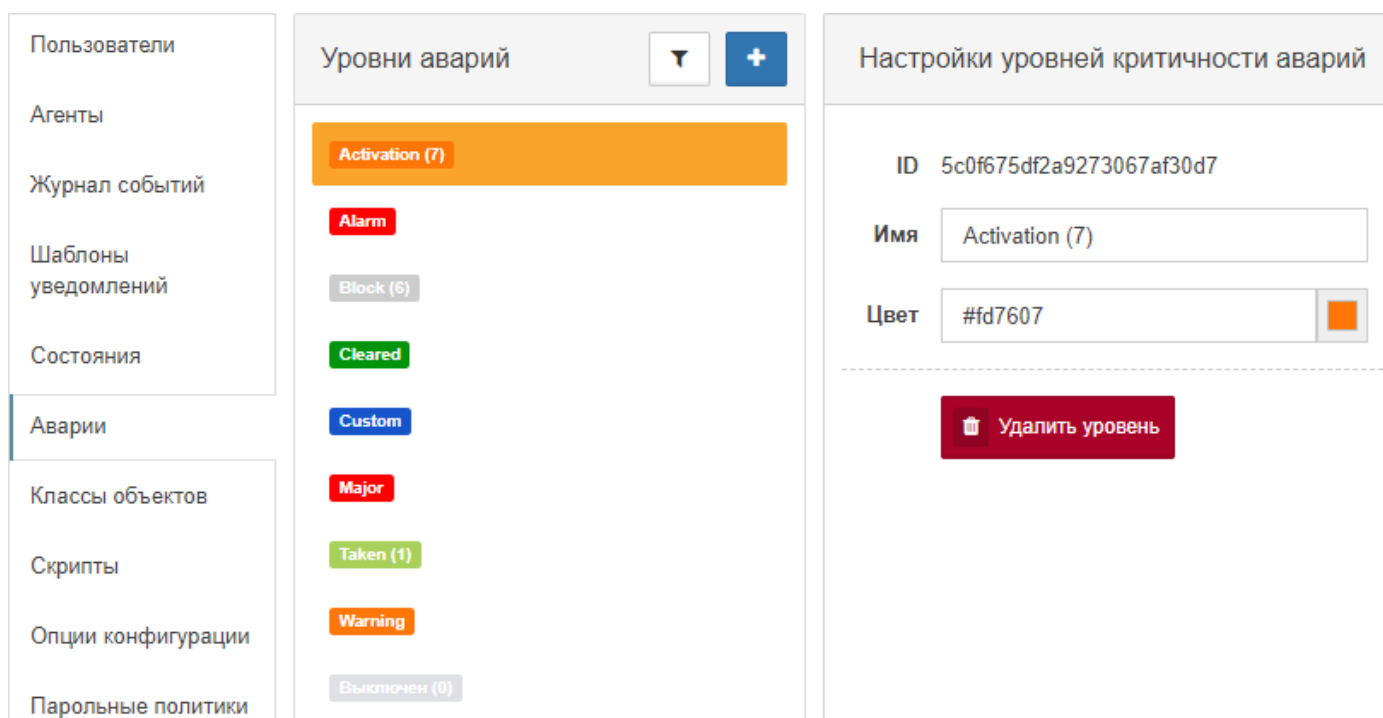 Пользователи
Агенты
Журнал событий
Шаблоны
уведомлений
Состояния
Аварии
Классы объектов
Скрипты
Опции конфигурации
Парольные политики
Уровни аварий
Activation (7)
Alarm
Block (6)
Cleared
Custom
Major
Taken (1)
Warning
Выключен (0)
Настройки уровней критичности аварий
ID 5c0f675df2a9273067af30d7
Имя Activation (7)
Цвет #fd7607
Удалить уровень